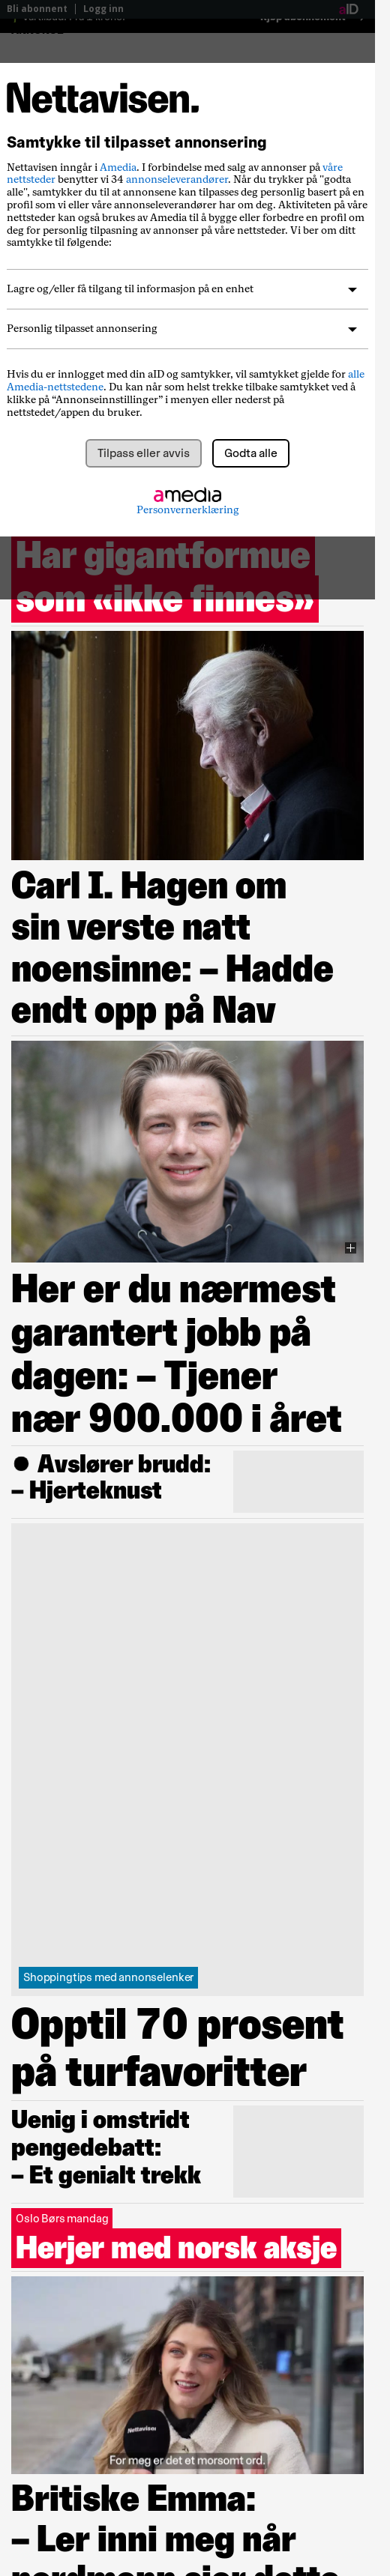 Bli abonnent | Logg inn
aID
Nettavisen.
Samtykke til tilpasset annonsering
Nettavisen inngår i Amedia. I forbindelse med salg av annonser på våre
nettsteder benytter vi 34 annonseleverandører. Når du trykker på "godta
alle", samtykker du til at annonsene kan tilpasses deg personlig basert på en
profil som vi eller våre annonseleverandører har om deg. Aktiviteten på våre
nettsteder kan også brukes av Amedia til å bygge eller forbedre en profil om
deg for personlig tilpasning av annonser på våre nettsteder. Vi ber om ditt
samtykke til følgende:
Lagre og/eller få tilgang til informasjon på en enhet
Personlig tilpasset annonsering
Hvis du er innlogget med din aID og samtykker, vil samtykket gjelde for alle
Amedia-nettstedene. Du kan når som helst trekke tilbake samtykket ved å
klikke på “Annonseinnstillinger” i menyen eller nederst på
nettstedet/appen du bruker.
Tilpass eller avvis
Godta alle
amedia
Personvernerklæring
Har gigantformue
som «ikke finnes»
Carl I. Hagen om
sin verste natt
noensinne: – Hadde
endt opp på Nav
Her er du nærmest
garantert jobb på
dagen: – Tjener
nær 900.000 i året
● Avslører brudd:
– Hjerteknust
Shoppingtips med annonselenker
Opptil 70 prosent
på turfavoritter
Uenig i omstridt
pengedebatt:
– Et genialt trekk
Oslo Børs mandag
Herjer med norsk aksje
Nettavisen
For meg er det et morsomt ord.
Britiske Emma:
– Ler inni meg når